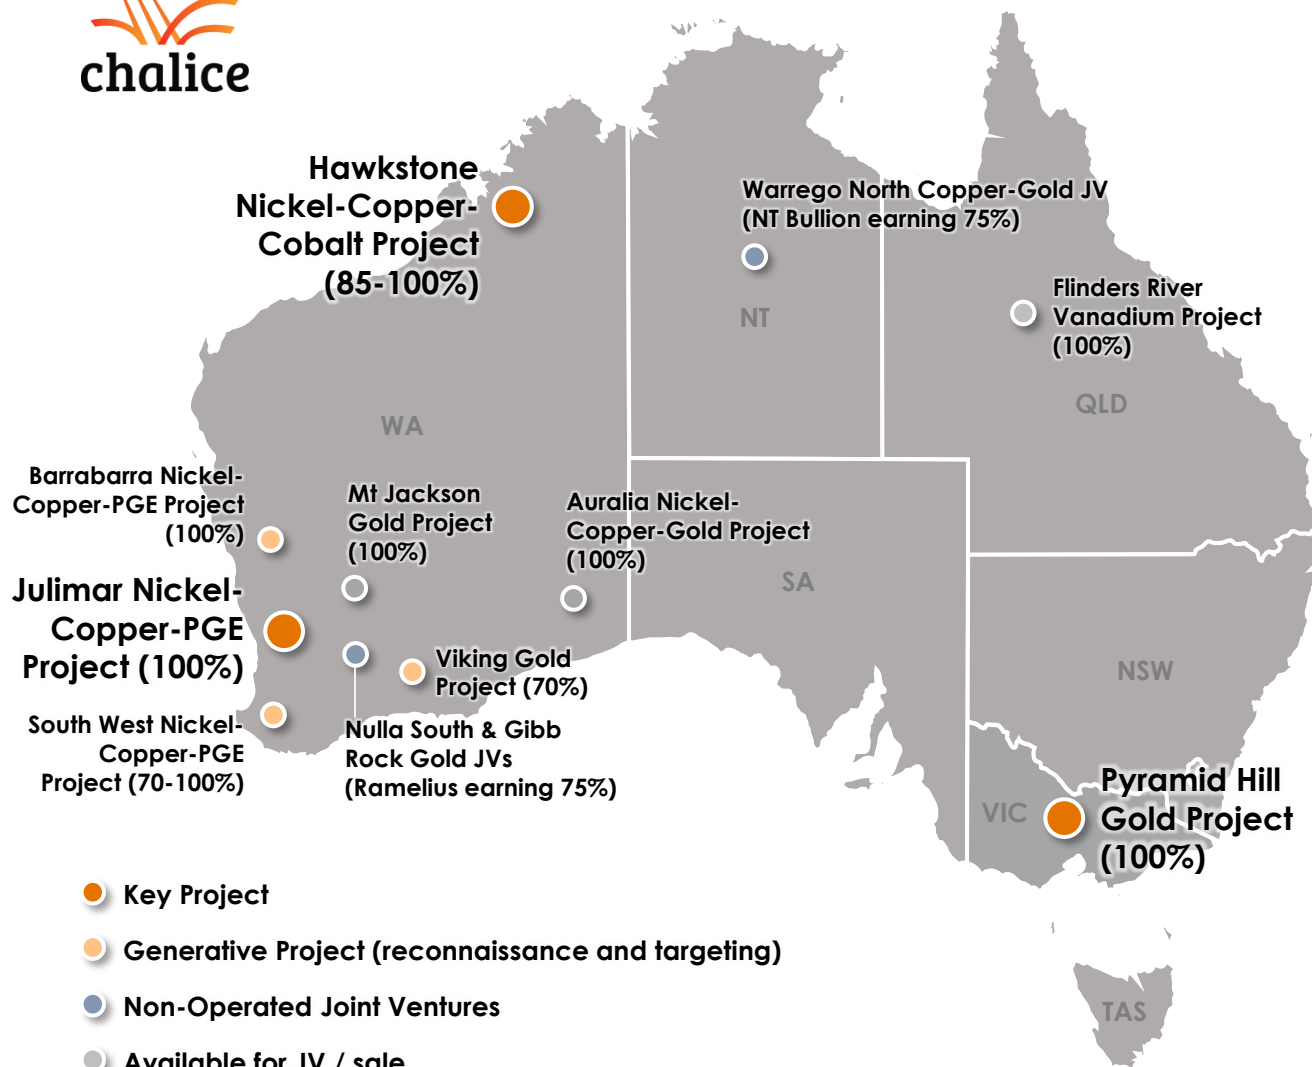 chalice
Hawkstone
Nickel-Copper-
Cobalt Project
(85-100%)
Warrego North Copper-Gold JV
(NT Bullion earning 75%)
Flinders River
Vanadium Project
(100%)
NT
QLD
WA
Barrabarra Nickel-
Copper-PGE Project
(100%)
Mt Jackson
Gold Project
(100%)
Auralia Nickel-
Copper-Gold Project
(100%)
SA
Julimar Nickel-
Copper-PGE
Project (100%)
Viking Gold
Project (70%)
NSW
South West Nickel-
Copper-PGE
Project (70-100%)
Nulla South & Gibb
Rock Gold JVs
(Ramelius earning 75%)
VIC
Pyramid Hill
Gold Project
(100%)
Key Project
Generative Project (reconnaissance and targeting)
Non-Operated Joint Ventures
Available for JV / sale
TAS